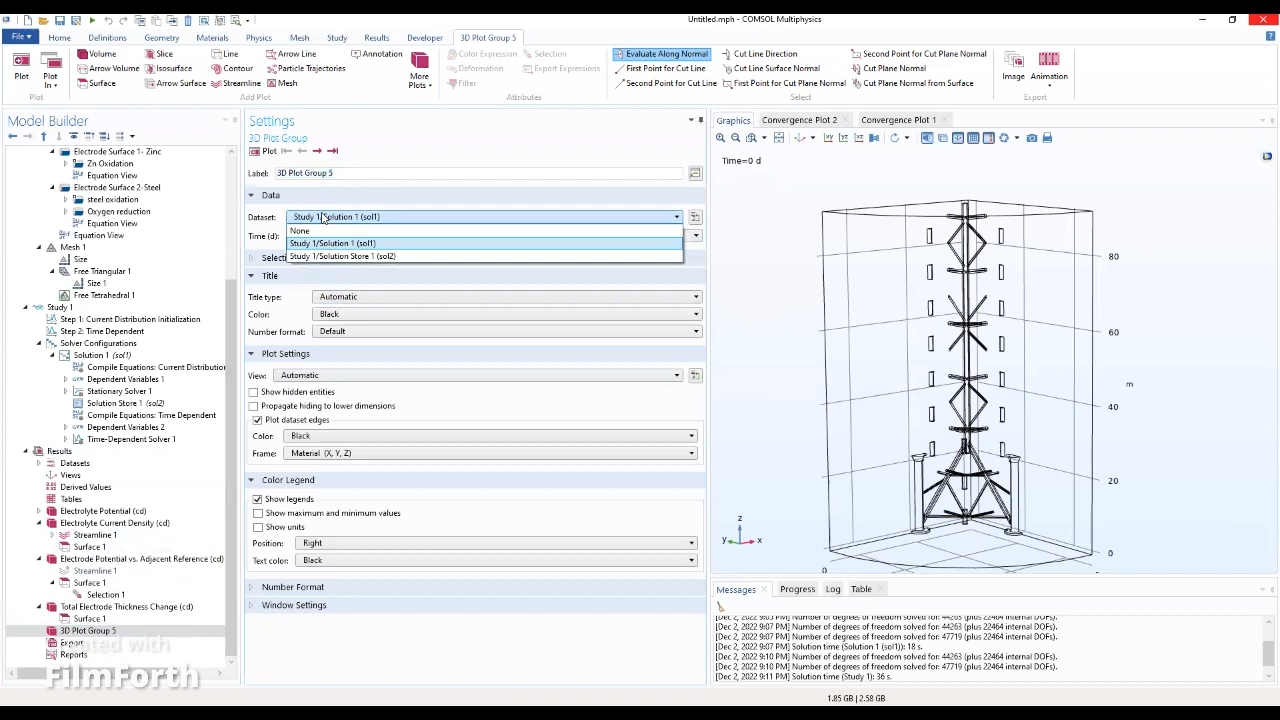 Untitled.mph - COMSOL Multiphysics
File
Home
Definitions
Geometry
Materials
Physics
Mesh
Study
Results
Developer
3D Plot Group 5
Plot
Plot In
Volume
Arrow Volume
Surface
Slice
Isosurface
Arrow Surface
Line
Contour
Streamline
Arrow Line
Particle Trajectories
Mesh
Annotation
More Plots
Color Expression
Deformation
Filter
Selection
Export Expressions
Evaluate Along Normal
First Point for Cut Line
Second Point for Cut Line
Cut Line Direction
Cut Line Surface Normal
First Point for Cut Plane Normal
Second Point for Cut Plane Normal
Cut Plane Normal
Cut Plane Normal from Surface
Image
Animation
Plot
Add Plot
Attributes
Select
Export
Model Builder
Electrode Surface 1- Zinc
Zn Oxidation
Equation View
Electrode Surface 2-Steel
steel oxidation
Oxygen reduction
Equation View
Equation View
Mesh 1
Size
Free Triangular 1
Size 1
Free Tetrahedral 1
Study 1
Step 1: Current Distribution Initialization
Step 2: Time Dependent
Solver Configurations
Solution 1 (sol1)
Compile Equations: Current Distribution
Dependent Variables 1
Stationary Solver 1
Solution Store 1 (sol2)
Compile Equations: Time Dependent
Dependent Variables 2
Time-Dependent Solver 1
Results
Datasets
Views
Derived Values
Tables
Electrolyte Potential (cd)
Electrolyte Current Density (cd)
Streamline 1
Surface 1
Electrode Potential vs. Adjacent Reference (cd)
Streamline 1
Surface 1
Selection 1
Total Electrode Thickness Change (cd)
Surface 1
3D Plot Group 5
Export
Reports
Created with
FilmForth
Settings
3D Plot Group
Plot
Label: 3D Plot Group 5
Data
Dataset: Study 1/Solution 1 (sol1)
None
Time (d):
Study 1/Solution 1 (sol1)
Study 1/Solution Store 1 (sol2)
Selecti
Title
Title type: Automatic
Color: Black
Number format: Default
Plot Settings
View: Automatic
Show hidden entities
Propagate hiding to lower dimensions
Plot dataset edges
Color: Black
Frame: Material (X, Y, Z)
Color Legend
Show legends
Show maximum and minimum values
Show units
Position: Right
Text color: Black
Number Format
Window Settings
Graphics
Convergence Plot 2
Convergence Plot 1
Time=0 d
80
60
m
40
20
0
0
z
y
x
Messages
Progress
Log
Table
[Dec 2, 2022 9:07 PM] Number of degrees of freedom solved for: 44263 (plus 22464 internal DOFs).
[Dec 2, 2022 9:07 PM] Number of degrees of freedom solved for: 47719 (plus 22464 internal DOFs).
[Dec 2, 2022 9:07 PM] Solution time (Solution 1 (sol1)): 18 s.
[Dec 2, 2022 9:10 PM] Number of degrees of freedom solved for: 44263 (plus 22464 internal DOFs).
[Dec 2, 2022 9:10 PM] Number of degrees of freedom solved for: 47719 (plus 22464 internal DOFs).
[Dec 2, 2022 9:11 PM] Solution time (Study 1): 36 s.
1.85 GB | 2.58 GB